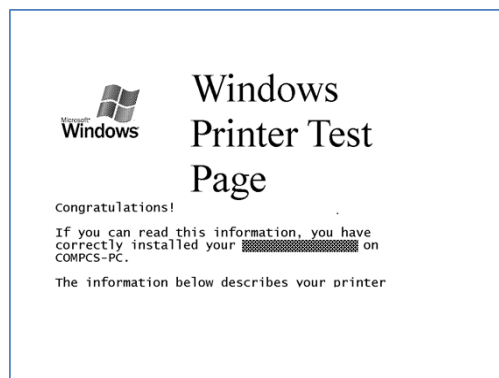 Microsoft®
Windows
Windows
Printer Test
Page
Congratulations!
If you can read this information, you have
correctly installed your on
COMPCS-PC.
The information below describes your printer